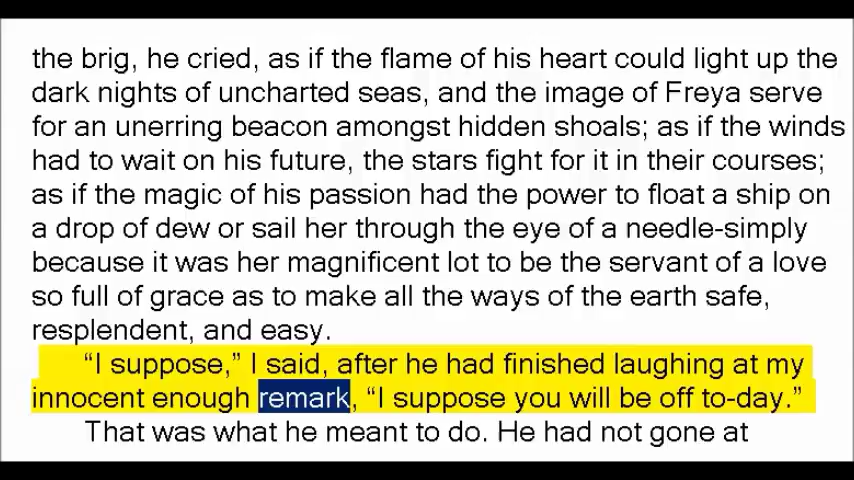 the brig, he cried, as if the flame of his heart could light up the
dark nights of uncharted seas, and the image of Freya serve
for an unerring beacon amongst hidden shoals; as if the winds
had to wait on his future, the stars fight for it in their courses;
as if the magic of his passion had the power to float a ship on
a drop of dew or sail her through the eye of a needle-simply
because it was her magnificent lot to be the servant of a love
so full of grace as to make all the ways of the earth safe,
resplendent, and easy.
“I suppose,” I said, after he had finished laughing at my
innocent enough remark, “I suppose you will be off to-day.”
That was what he meant to do. He had not gone at